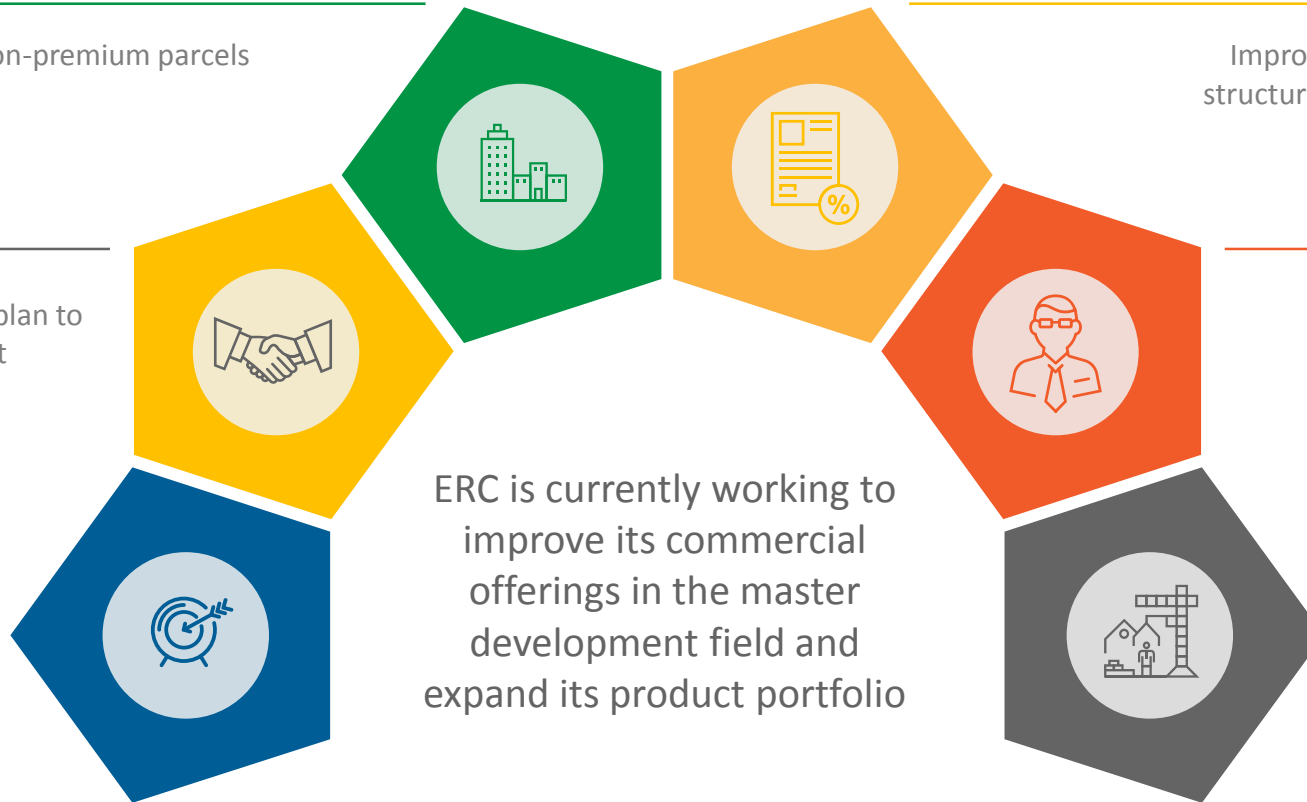 on-premium parcels
Impro
structur
%
plan to
t
ERC is currently working to
improve its commercial
offerings in the master
development field and
expand its product portfolio